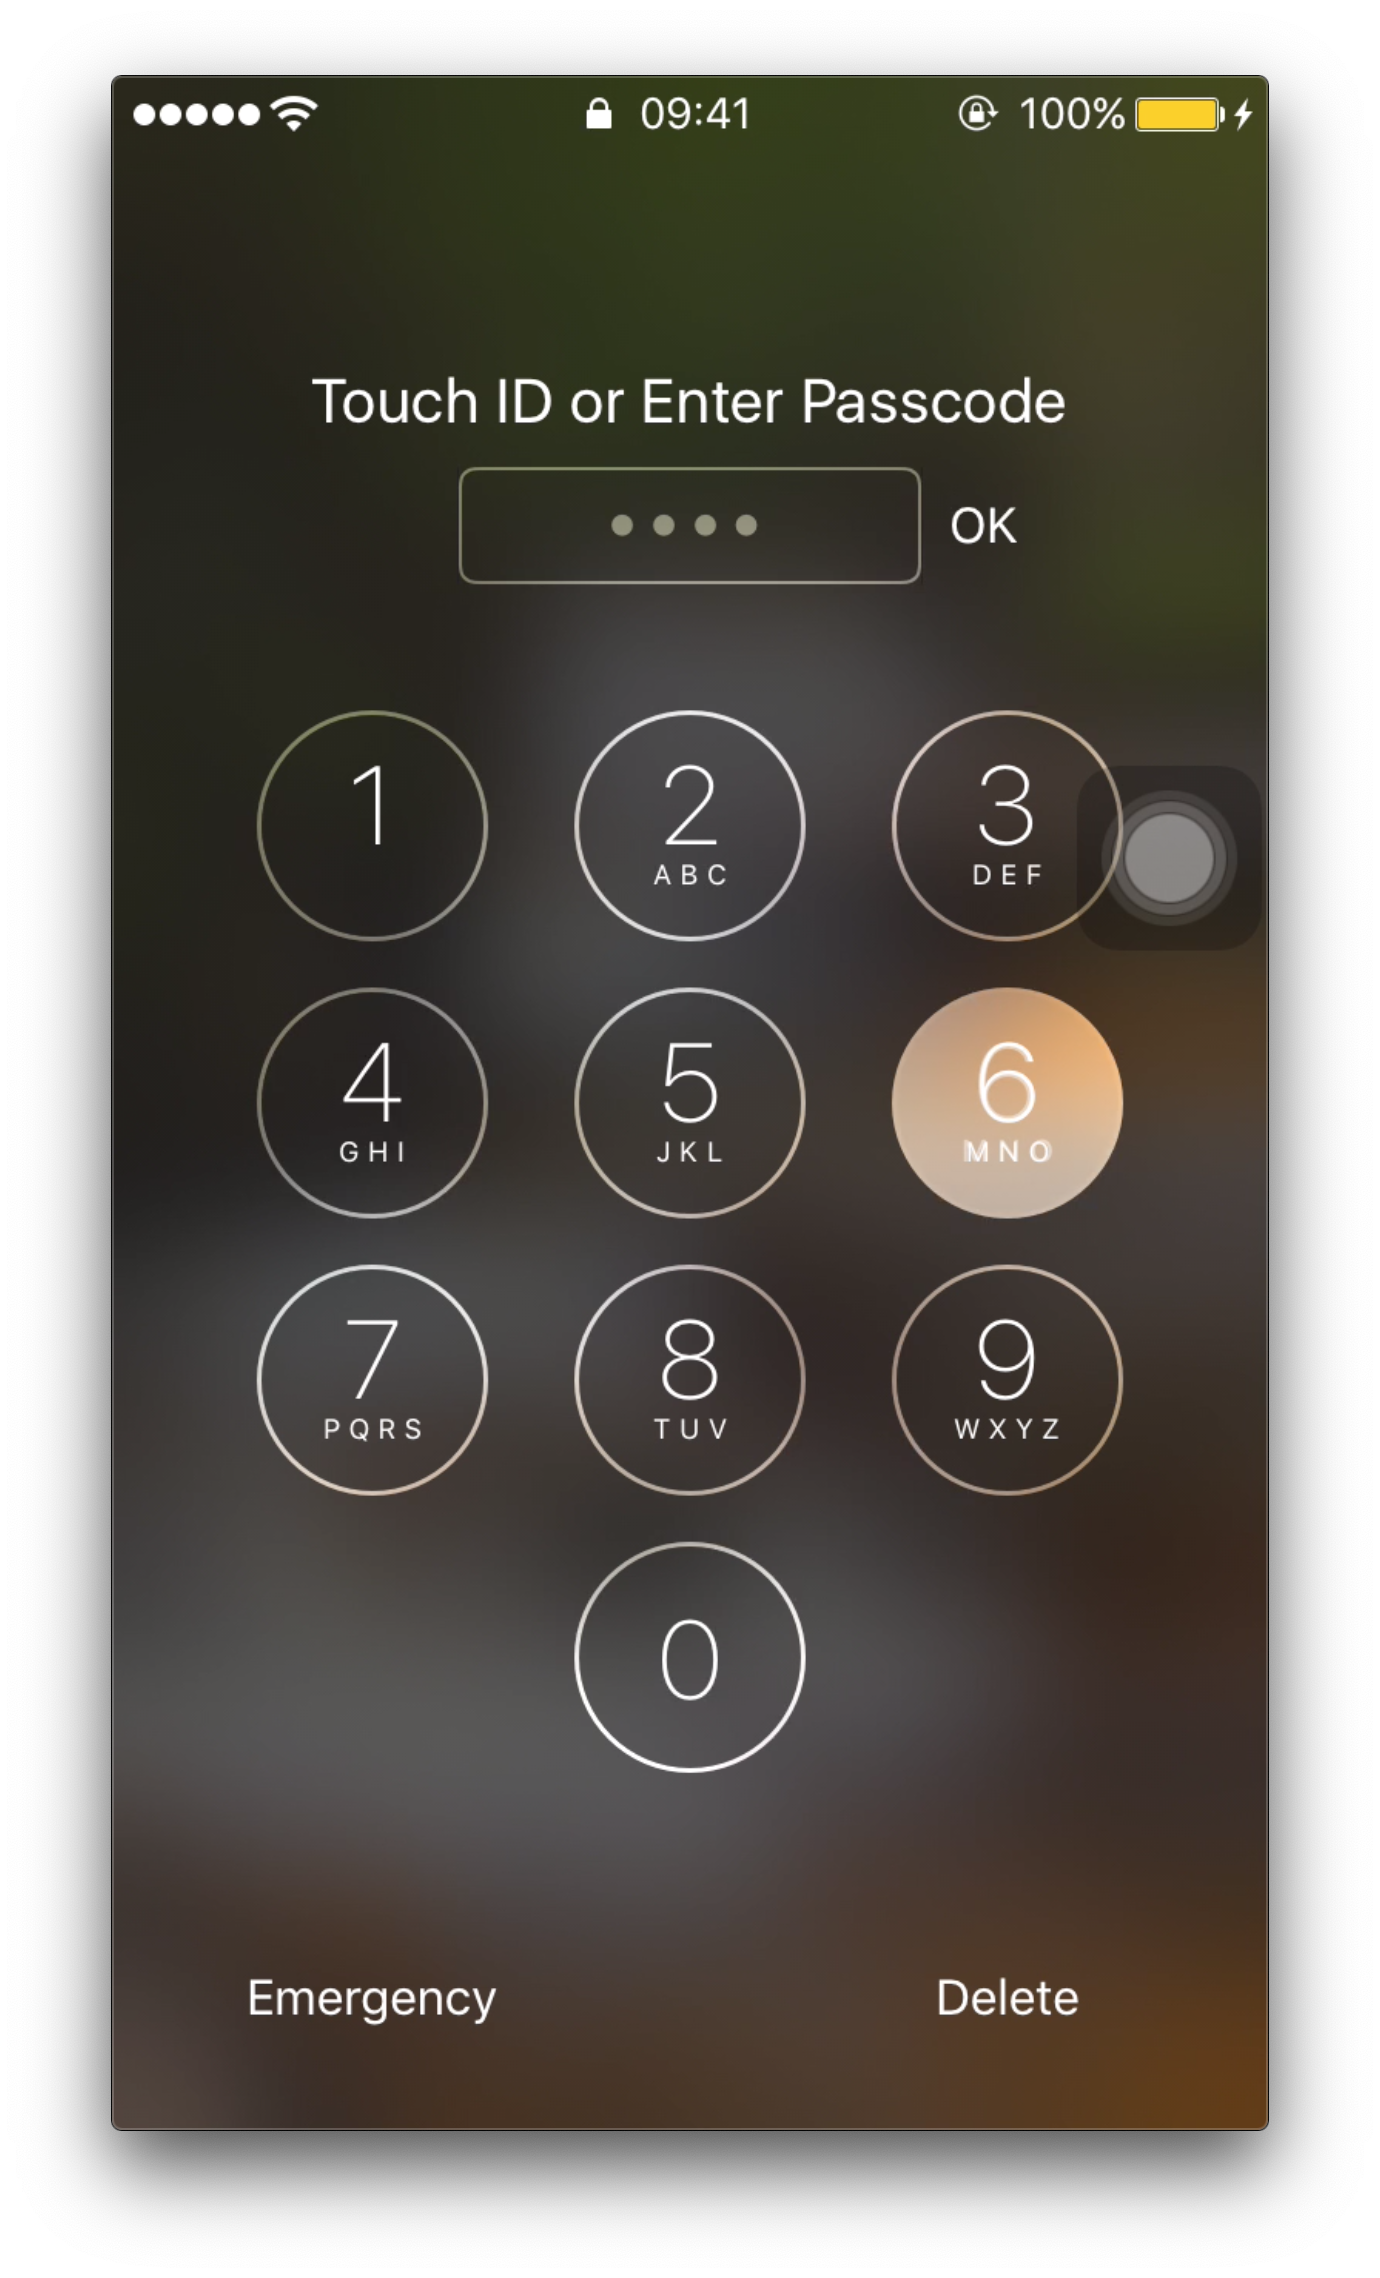 09:41 100%
Touch ID or Enter Passcode
OK
1 2 3
ABC DEF
4 5 6
GHI JKL MNO
7 8 9
PQRS TUV WXYZ
0
Emergency Delete